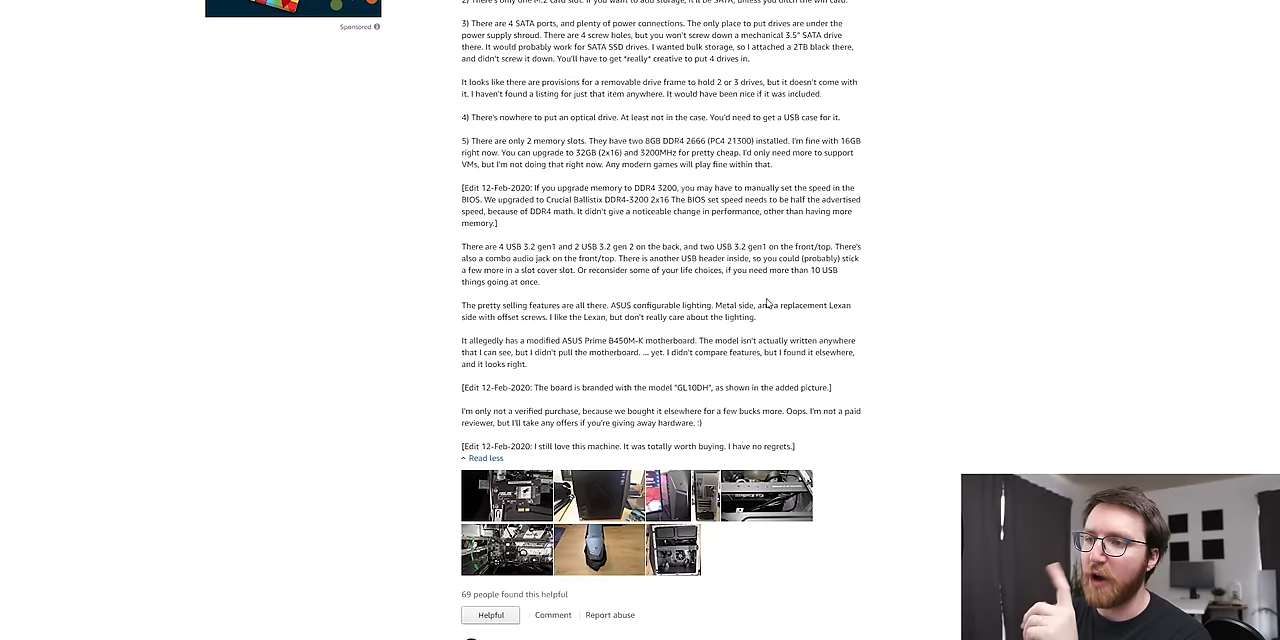 Sponsored
2) There's only one M.2 card slot. If you want to add storage, it'll be SATA, unless you ditch the wifi card.
3) There are 4 SATA ports, and plenty of power connections. The only place to put drives are under the
power supply shroud. There are 4 screw holes, but you won't screw down a mechanical 3.5" SATA drive
there. It would probably work for SATA SSD drives. I wanted bulk storage, so I attached a 2TB black there,
and didn't screw it down. You'll have to get *really* creative to put 4 drives in.
It looks like there are provisions for a removable drive frame to hold 2 or 3 drives, but it doesn't come with
it. I haven't found a listing for just that item anywhere. It would have been nice if it was included.
4) There's nowhere to put an optical drive. At least not in the case. You'd need to get a USB case for it.
5) There are only 2 memory slots. They have two 8GB DDR4 2666 (PC4 21300) installed. I'm fine with 16GB
right now. You can upgrade to 32GB (2x16) and 3200MHz for pretty cheap. I'd only need more to support
VMs, but I'm not doing that right now. Any modern games will play fine within that.
[Edit 12-Feb-2020: If you upgrade memory to DDR4 3200, you may have to manually set the speed in the
BIOS. We upgraded to Crucial Ballistix DDR4-3200 2x16 The BIOS set speed needs to be half the advertised
speed, because of DDR4 math. It didn't give a noticeable change in performance, other than having more
memory.]
There are 4 USB 3.2 gen1 and 2 USB 3.2 gen 2 on the back, and two USB 3.2 gen1 on the front/top. There's
also a combo audio jack on the front/top. There is another USB header inside, so you could (probably) stick
a few more in a slot cover slot. Or reconsider some of your life choices, if you need more than 10 USB
things going at once.
The pretty selling features are all there. ASUS configurable lighting. Metal side, and a replacement Lexan
side with offset screws. I like the Lexan, but don't really care about the lighting.
It allegedly has a modified ASUS Prime B450M-K motherboard. The model isn't actually written anywhere
that I can see, but I didn't pull the motherboard. ... yet. I didn't compare features, but I found it elsewhere,
and it looks right.
[Edit 12-Feb-2020: The board is branded with the model "GL10DH", as shown in the added picture.]
I'm only not a verified purchase, because we bought it elsewhere for a few bucks more. Oops. I'm not a paid
reviewer, but I'll take any offers if you're giving away hardware. :)
[Edit 12-Feb-2020: I still love this machine. It was totally worth buying. I have no regrets.]
Read less
69 people found this helpful
Helpful
Comment
Report abuse